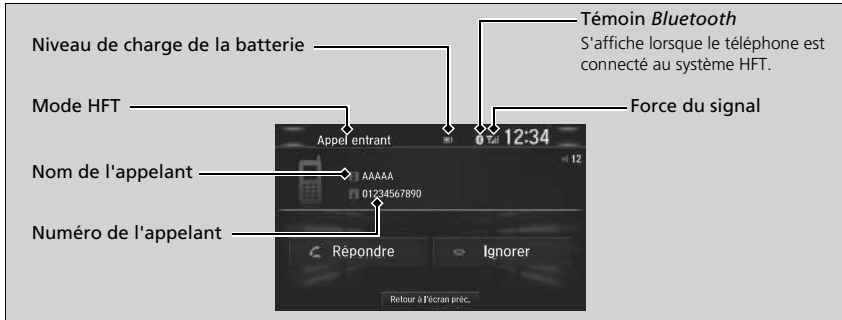 Témoin Bluetooth
S'affiche lorsque le téléphone est
connecté au système HFT.
Niveau de charge de la batterie
Mode HFT
Force du signal
Appel entrant
12:34
12
Nom de l'appelant
AAAAA
01234567890
Numéro de l'appelant
Répondre
Ignorer
Retour à l'écran préc.